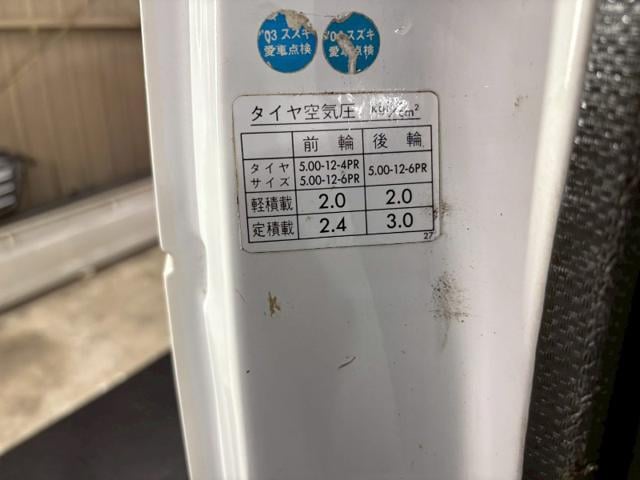 '03 スズキ
愛車点検
スズキ
愛車点検
タイヤ空気圧 kg/cm²
前輪 後輪
タイヤサイズ 5.00-12-4PR 5.00-12-6PR 5.00-12-6PR
軽積載 2.0 2.0
定積載 2.4 3.0
27